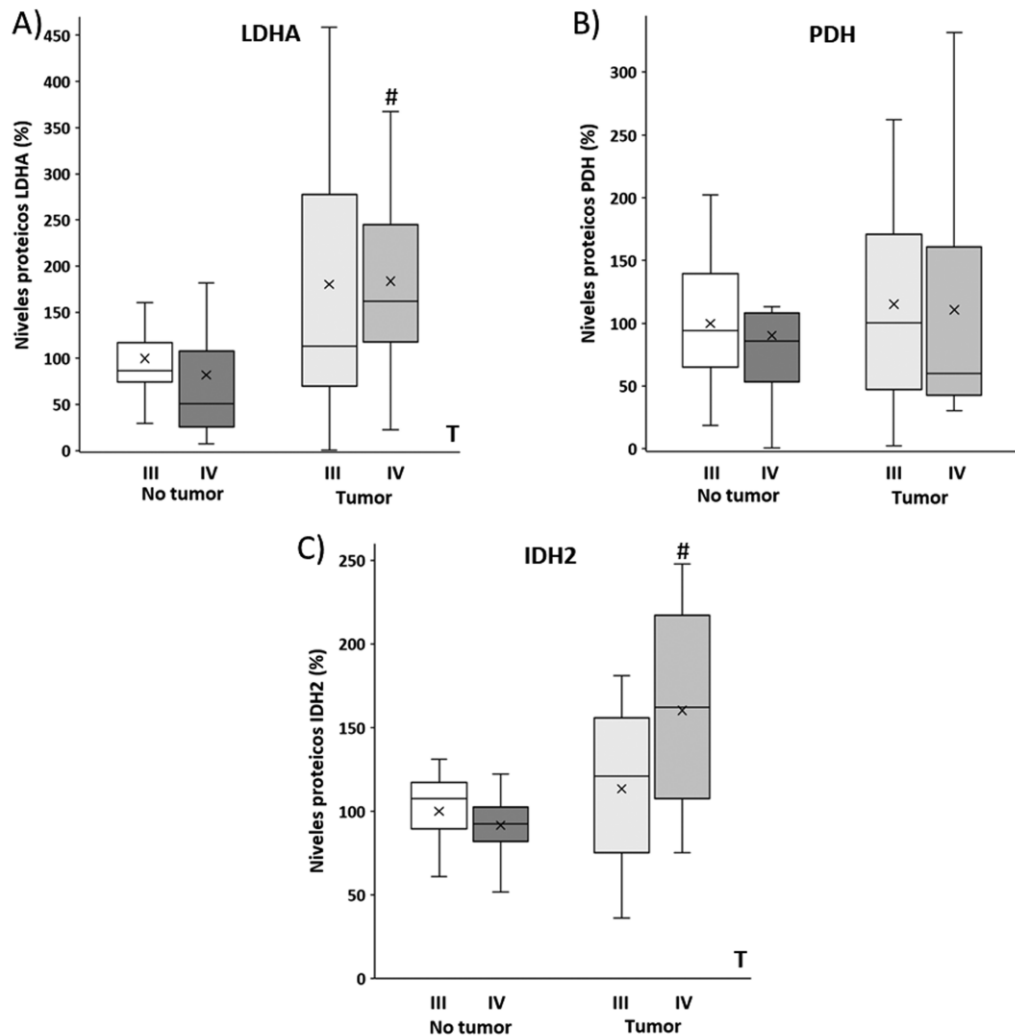 A)
LDHA
Niveles proteicos LDHA (%)
450
400
350
300
250
200
150
100
50
0
#
T
III IV III IV
No tumor Tumor
B)
PDH
Niveles proteicos PDH (%)
300
250
200
150
100
50
0
III IV III IV
No tumor Tumor
C)
IDH2
Niveles proteicos IDH2 (%)
250
200
150
100
50
0
#
T
III IV III IV
No tumor Tumor